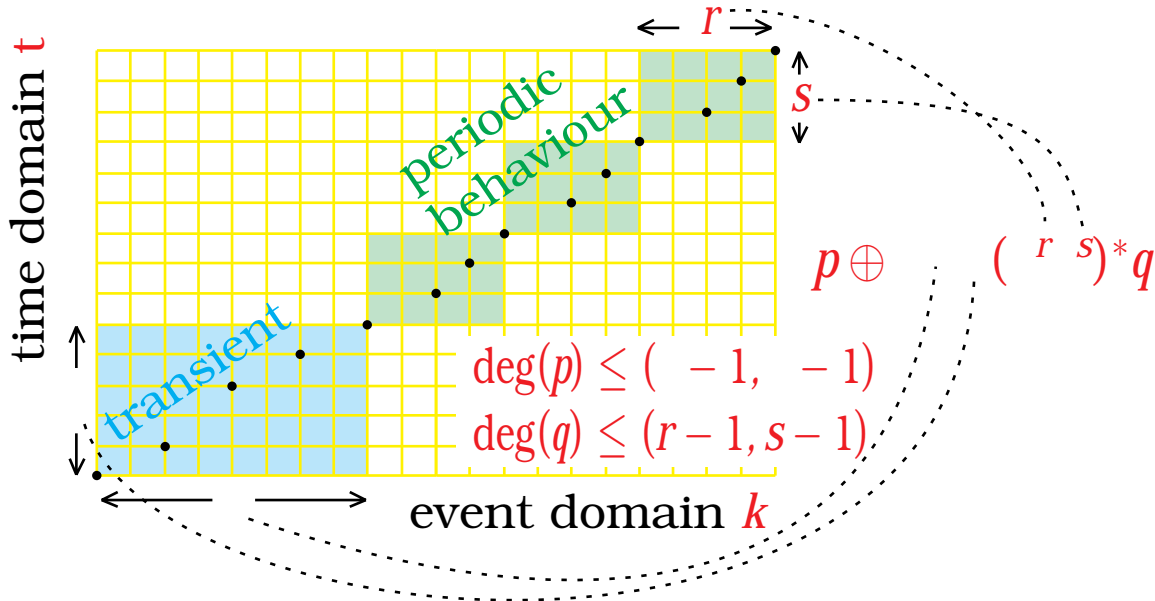 r
time domain t
s
periodic
behaviour
p ⊕ ( r s)* q
transient
deg(p) ≤ ( − 1, − 1)
deg(q) ≤ (r − 1, s − 1)
event domain k